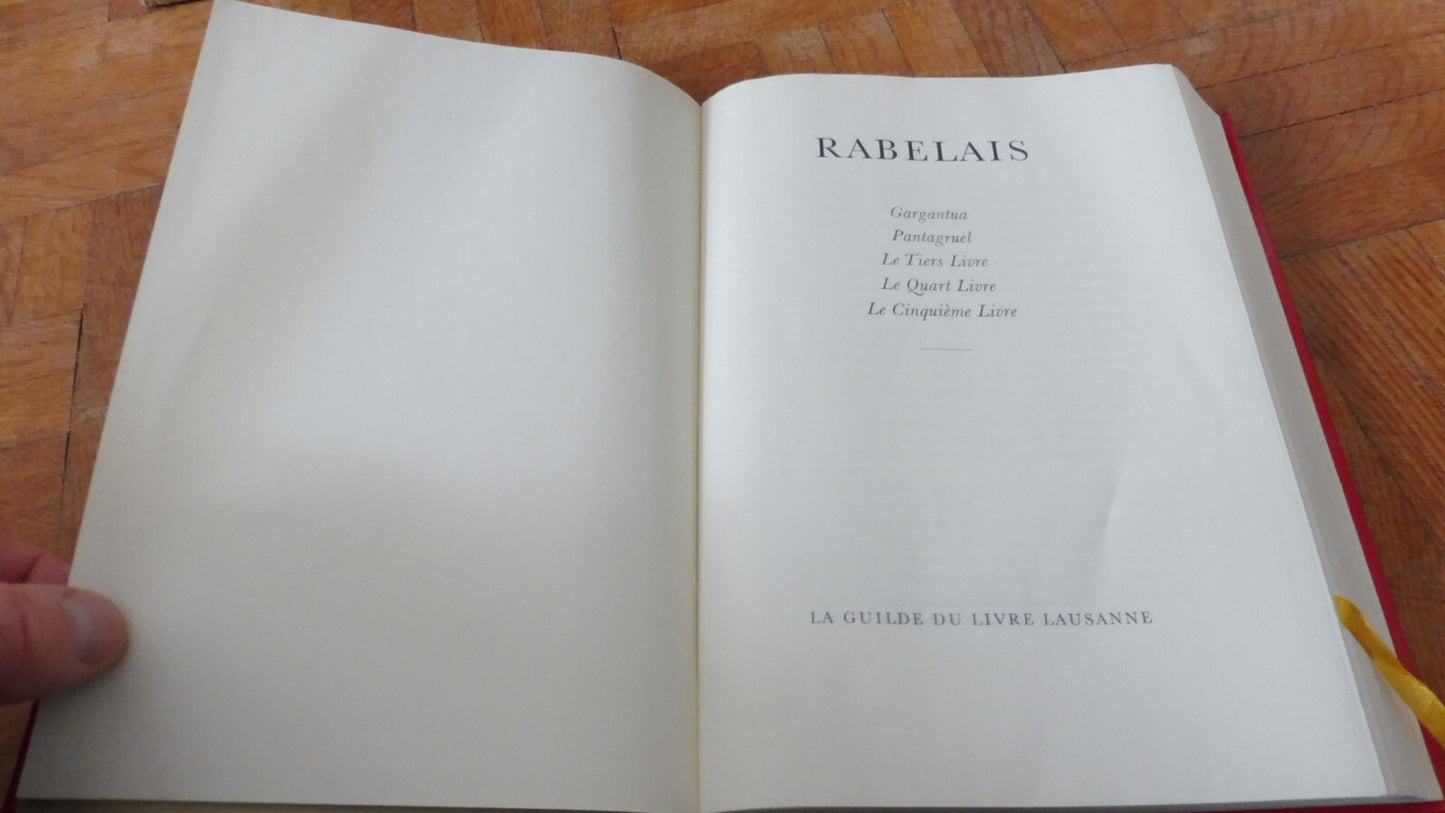 RABELAIS
Gargantua
Pantagruel
Le Tiers Livre
Le Quart Livre
Le Cinquième Livre
LA GUILDE DU LIVRE LAUSANNE